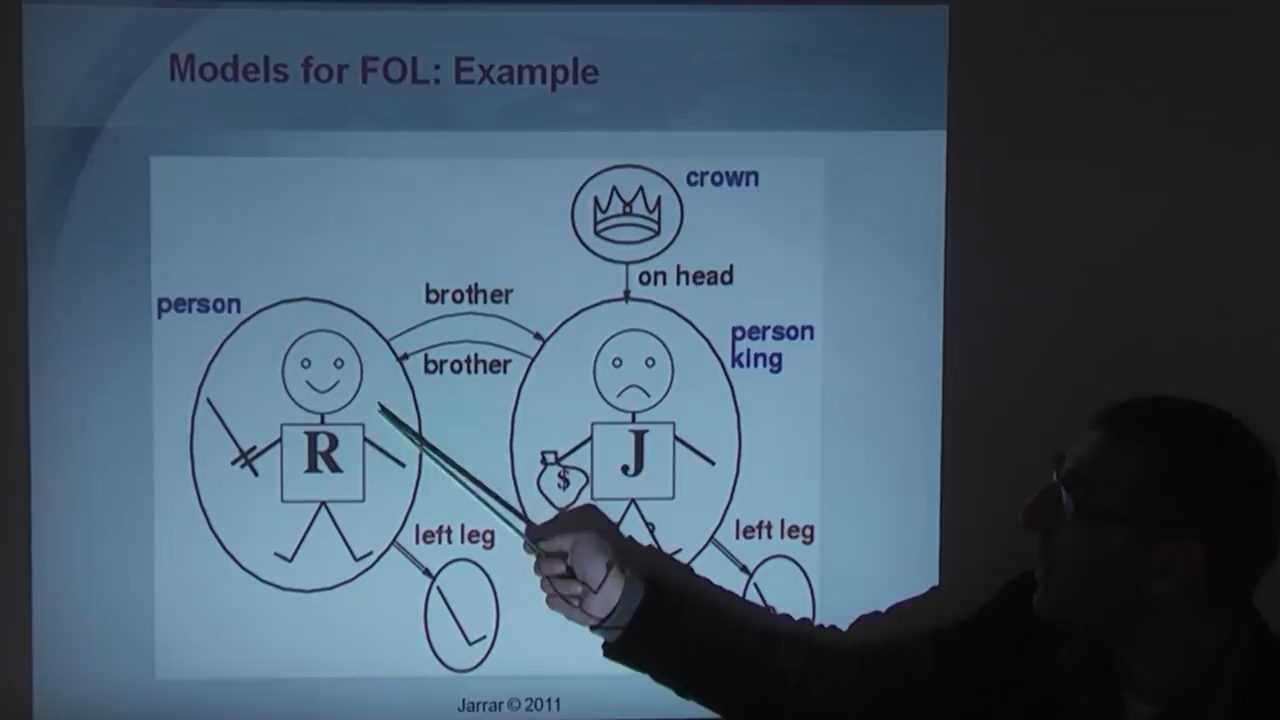 Models for FOL: Example
crown
on head
person
brother
brother
person
king
R
J
$
left leg
left leg
Jarrar © 2011